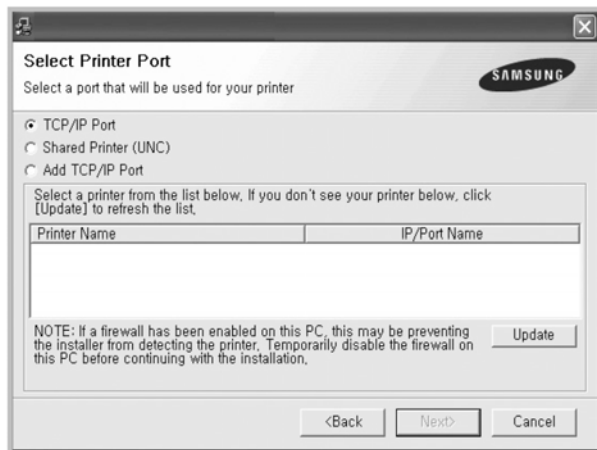 Select Printer Port
Select a port that will be used for your printer
SAMSUNG
TCP/IP Port
Shared Printer (UNC)
Add TCP/IP Port
Select a printer from the list below, If you don't see your printer below, click
[Update] to refresh the list,
Printer Name IP/Port Name
NOTE: If a firewall has been enabled on this PC, this may be preventing
the installer from detecting the printer, Temporarily disable the firewall on
this PC before continuing with the installation,
Update
<Back Next> Cancel